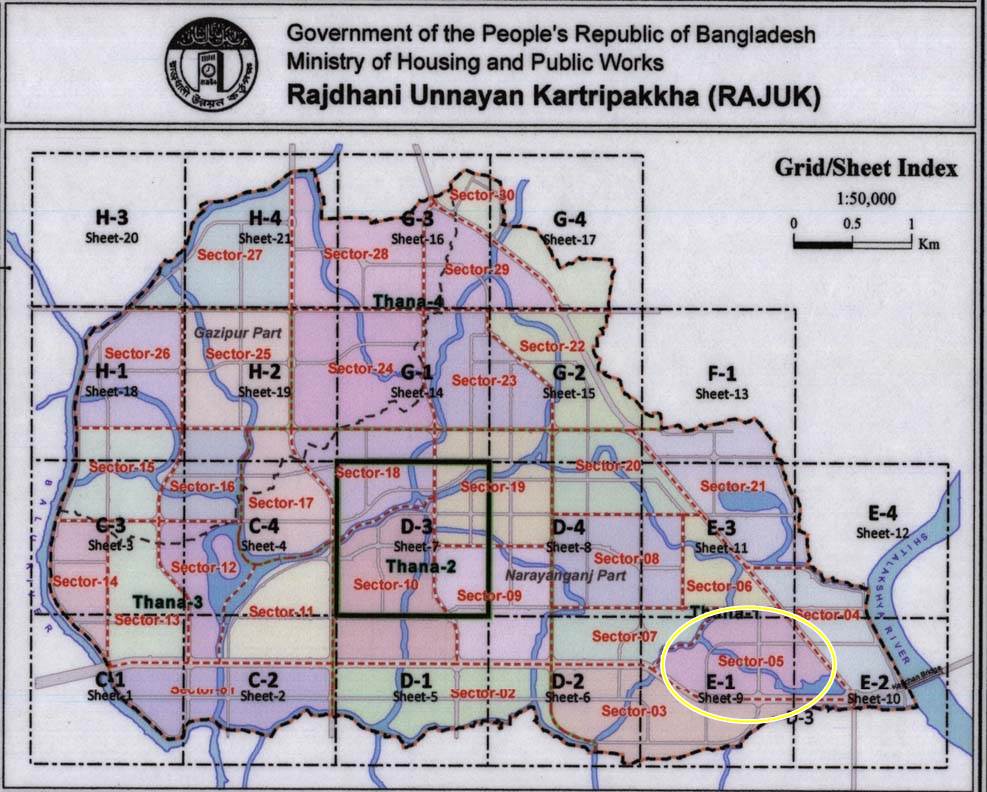 Government of the People's Republic of Bangladesh
Ministry of Housing and Public Works
Rajdhani Unnayan Kartripakkha (RAJUK)
Grid/Sheet Index
1:50,000
0 0.5 1 Km
Sector-30
H-3
Sheet-20
H-4
Sheet-21
G-3
Sheet-16
G-4
Sheet-17
Sector-27
Sector-28
Sector-29
Thana-4
Gazipur Part
Sector-26
Sector-25
Sector-24
Sector-23
Sector-22
H-1
Sheet-18
H-2
Sheet-19
G-1
Sheet-14
G-2
Sheet-15
F-1
Sheet-13
Sector-15
Sector-16
Sector-17
Sector-18
Sector-19
Sector-20
Sector-21
C-3
Sheet-3
C-4
Sheet-4
D-3
Sheet-7
D-4
Sheet-8
E-3
Sheet-11
E-4
Sheet-12
Sector-14
Sector-12
Thana-2
Sector-10
Narayanganj Part
Sector-08
Sector-06
Sector-09
Thana-3
Sector-13
Sector-11
Sector-04
Sector-07
Sector-05
SHITALAKSHYA RIVER
C-1
Sheet-1
C-2
Sheet-2
D-1
Sheet-5
Sector-02
D-2
Sheet-6
Sector-03
E-1
Sheet-9
E-2
Sheet-10
D-3